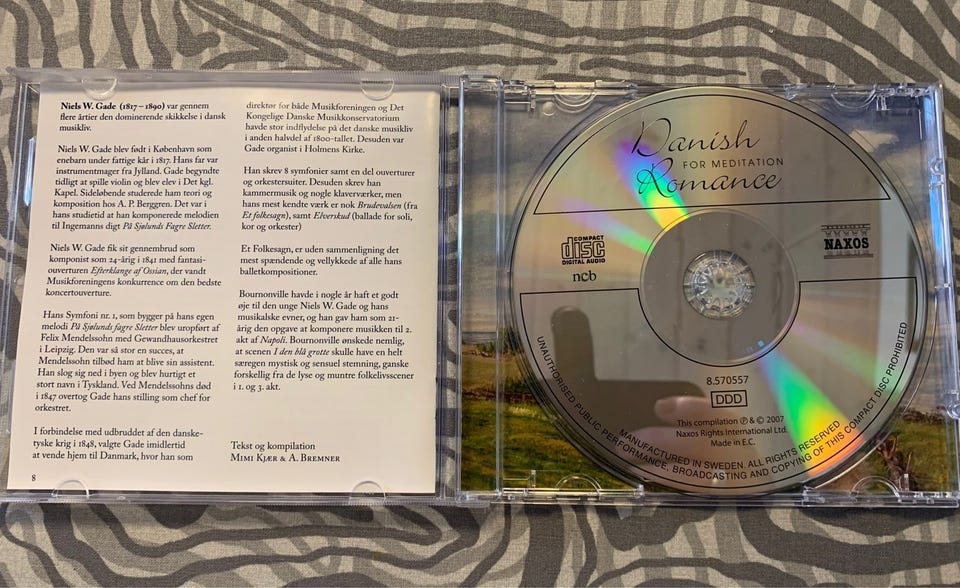 Niels W. Gade (1817 – 1890) var gennem
flere årtier den dominerende skikkelse i dansk
musikliv.
Niels W. Gade blev født i København som
enebarn under fattige kår i 1817. Hans far var
instrumentmager fra Jylland. Gade begyndte
tidligt at spille violin og blev elev i Det kgl.
Kapel. Sideløbende studerede ham teori og
komposition hos A. P. Berggren. Det var i
hans studietid at han komponerede melodien
til Ingemanns digt På Sjølunds Fagre Sletter.
Niels W. Gade fik sit gennembrud som
komponist som 24-årig i 1841 med fantasi-
ouverturen Efterklange af Ossian, der vandt
Musikforeningens konkurrence om den bedste
koncertouverture.
Hans Symfoni nr. 1, som bygger på hans egen
melodi På Sjølunds fagre Sletter blev uropført af
Felix Mendelssohn med Gewandhausorkestret
i Leipzig. Den var så stor en succes, at
Mendelssohn tilbød ham at blive sin assistent.
Han slog sig ned i byen og blev hurtigt et
stort navn i Tyskland. Ved Mendelssohns død
i 1847 overtog Gade hans stilling som chef for
orkestret.
I forbindelse med udbruddet af den danske-
tyske krig i 1848, valgte Gade imidlertid
at vende hjem til Danmark, hvor han som
8
direktør for både Musikforeningen og Det
Kongelige Danske Musikkonservatorium
havde stor indflydelse på det danske musikliv
i anden halvdel af 1800-tallet. Desuden var
Gade organist i Holmens Kirke.
Han skrev 8 symfonier samt en del ouverturer
og orkestersuiter. Desuden skrev han
kammermusik og nogle klaverværker, men
hans mest kendte værk er nok Brudevalsen (fra
Et folkesagn), samt Elverskud (ballade for soli,
kor og orkester)
Et Folkesagn, er uden sammenligning det
mest spændende og vellykkede af alle hans
balletkompositioner.
Bournonville havde i nogle år haft et godt
øje til den unge Niels W. Gade og hans
musikalske evner, og han gav ham som 21-
årig den opgave at komponere musikken til 2.
akt af Napoli. Bournonville ønskede nemlig,
at scenen I den blå grotte skulle have en helt
særegen mystisk og sensuel stemning, ganske
forskellig fra de lyse og muntre folkelivsscener
i 1. og 3. akt.
Tekst og kompilation
Mimi Kjær & A. Bremner
Danish
FOR MEDITATION
Romance
COMPACT
disc
DIGITAL AUDIO
ncb
NAXOS
8.570557
DDD
This compilation ℗ & © 2007
Naxos Rights International Ltd.
Made in E.C.
MANUFACTURED IN SWEDEN. ALL RIGHTS RESERVED
UNAUTHORISED PUBLIC PERFORMANCE, BROADCASTING AND COPYING OF THIS COMPACT DISC PROHIBITED